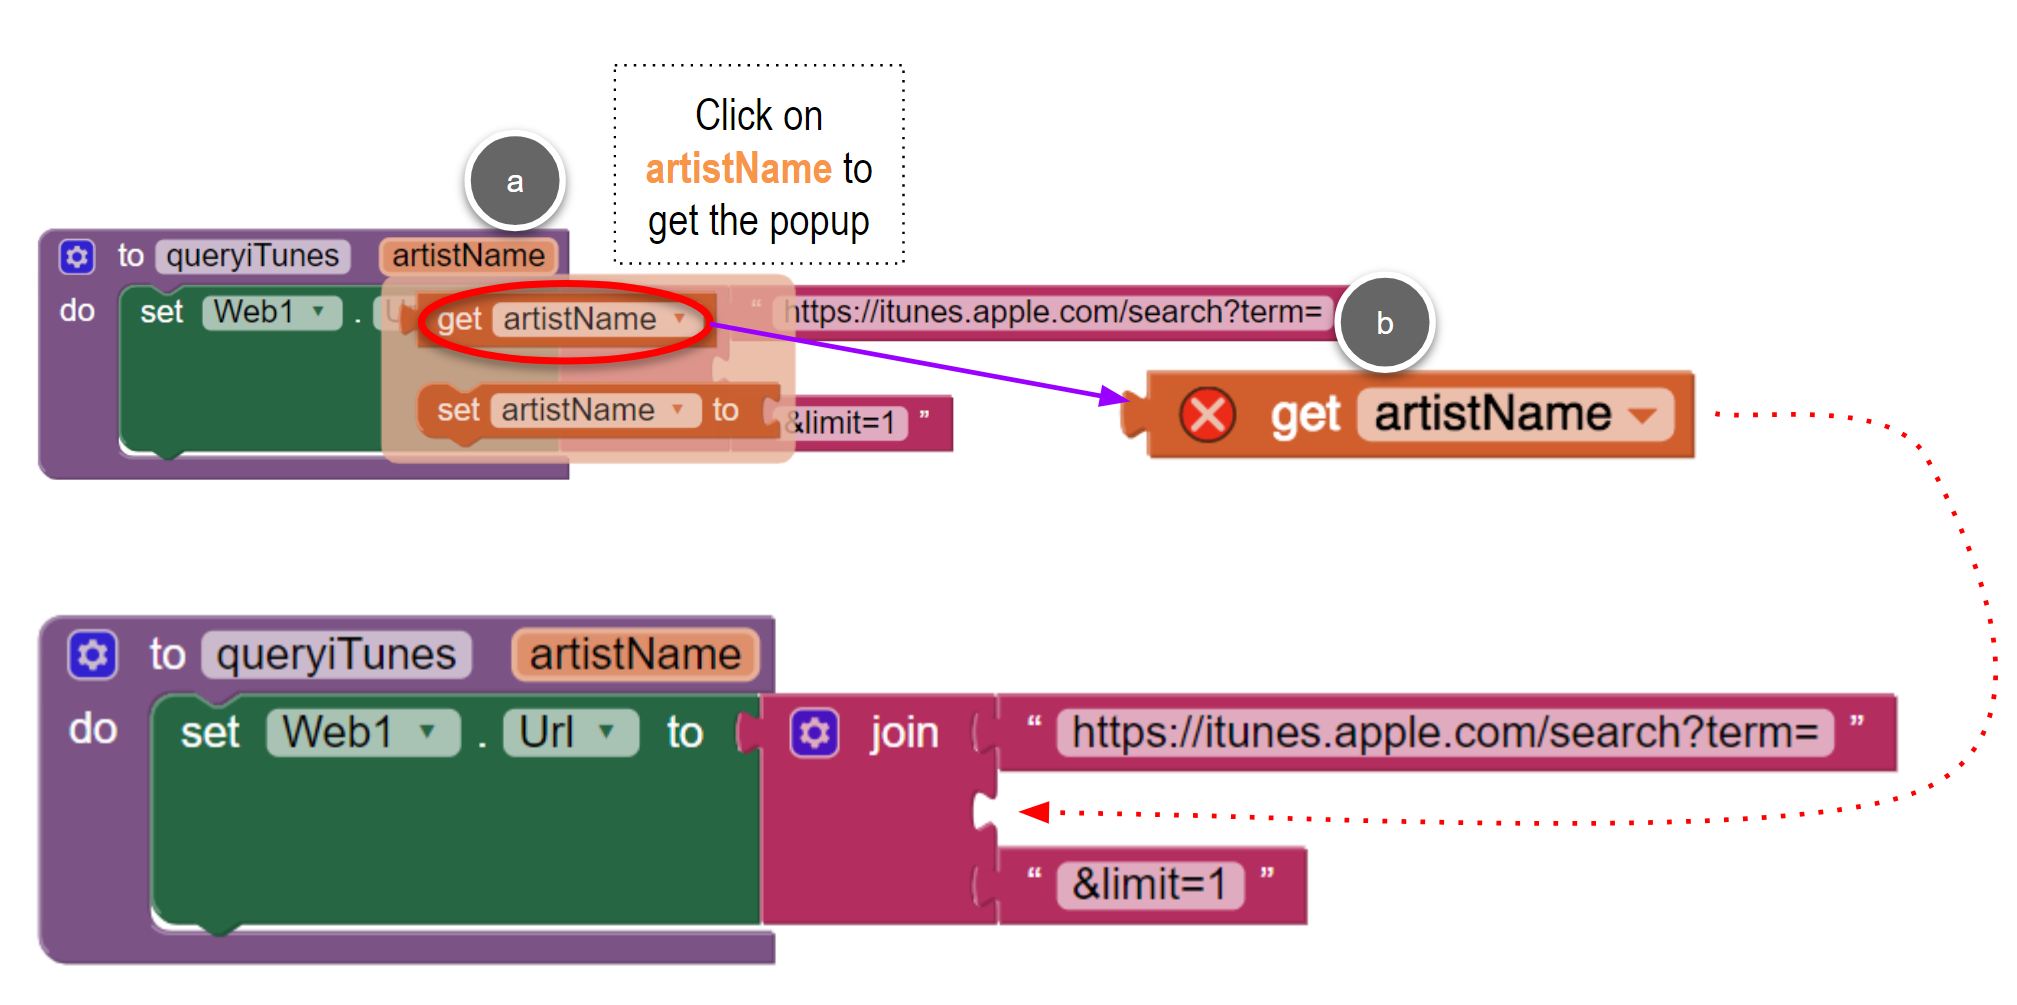 Click on
artistName to
get the popup
a
to queryiTunes artistName
do set Web1 . U get artistName “ https://itunes.apple.com/search?term=
b
set artistName to &limit=1 ”
get artistName
to queryiTunes artistName
do set Web1 . Url to join “ https://itunes.apple.com/search?term= ”
“ &limit=1 ”